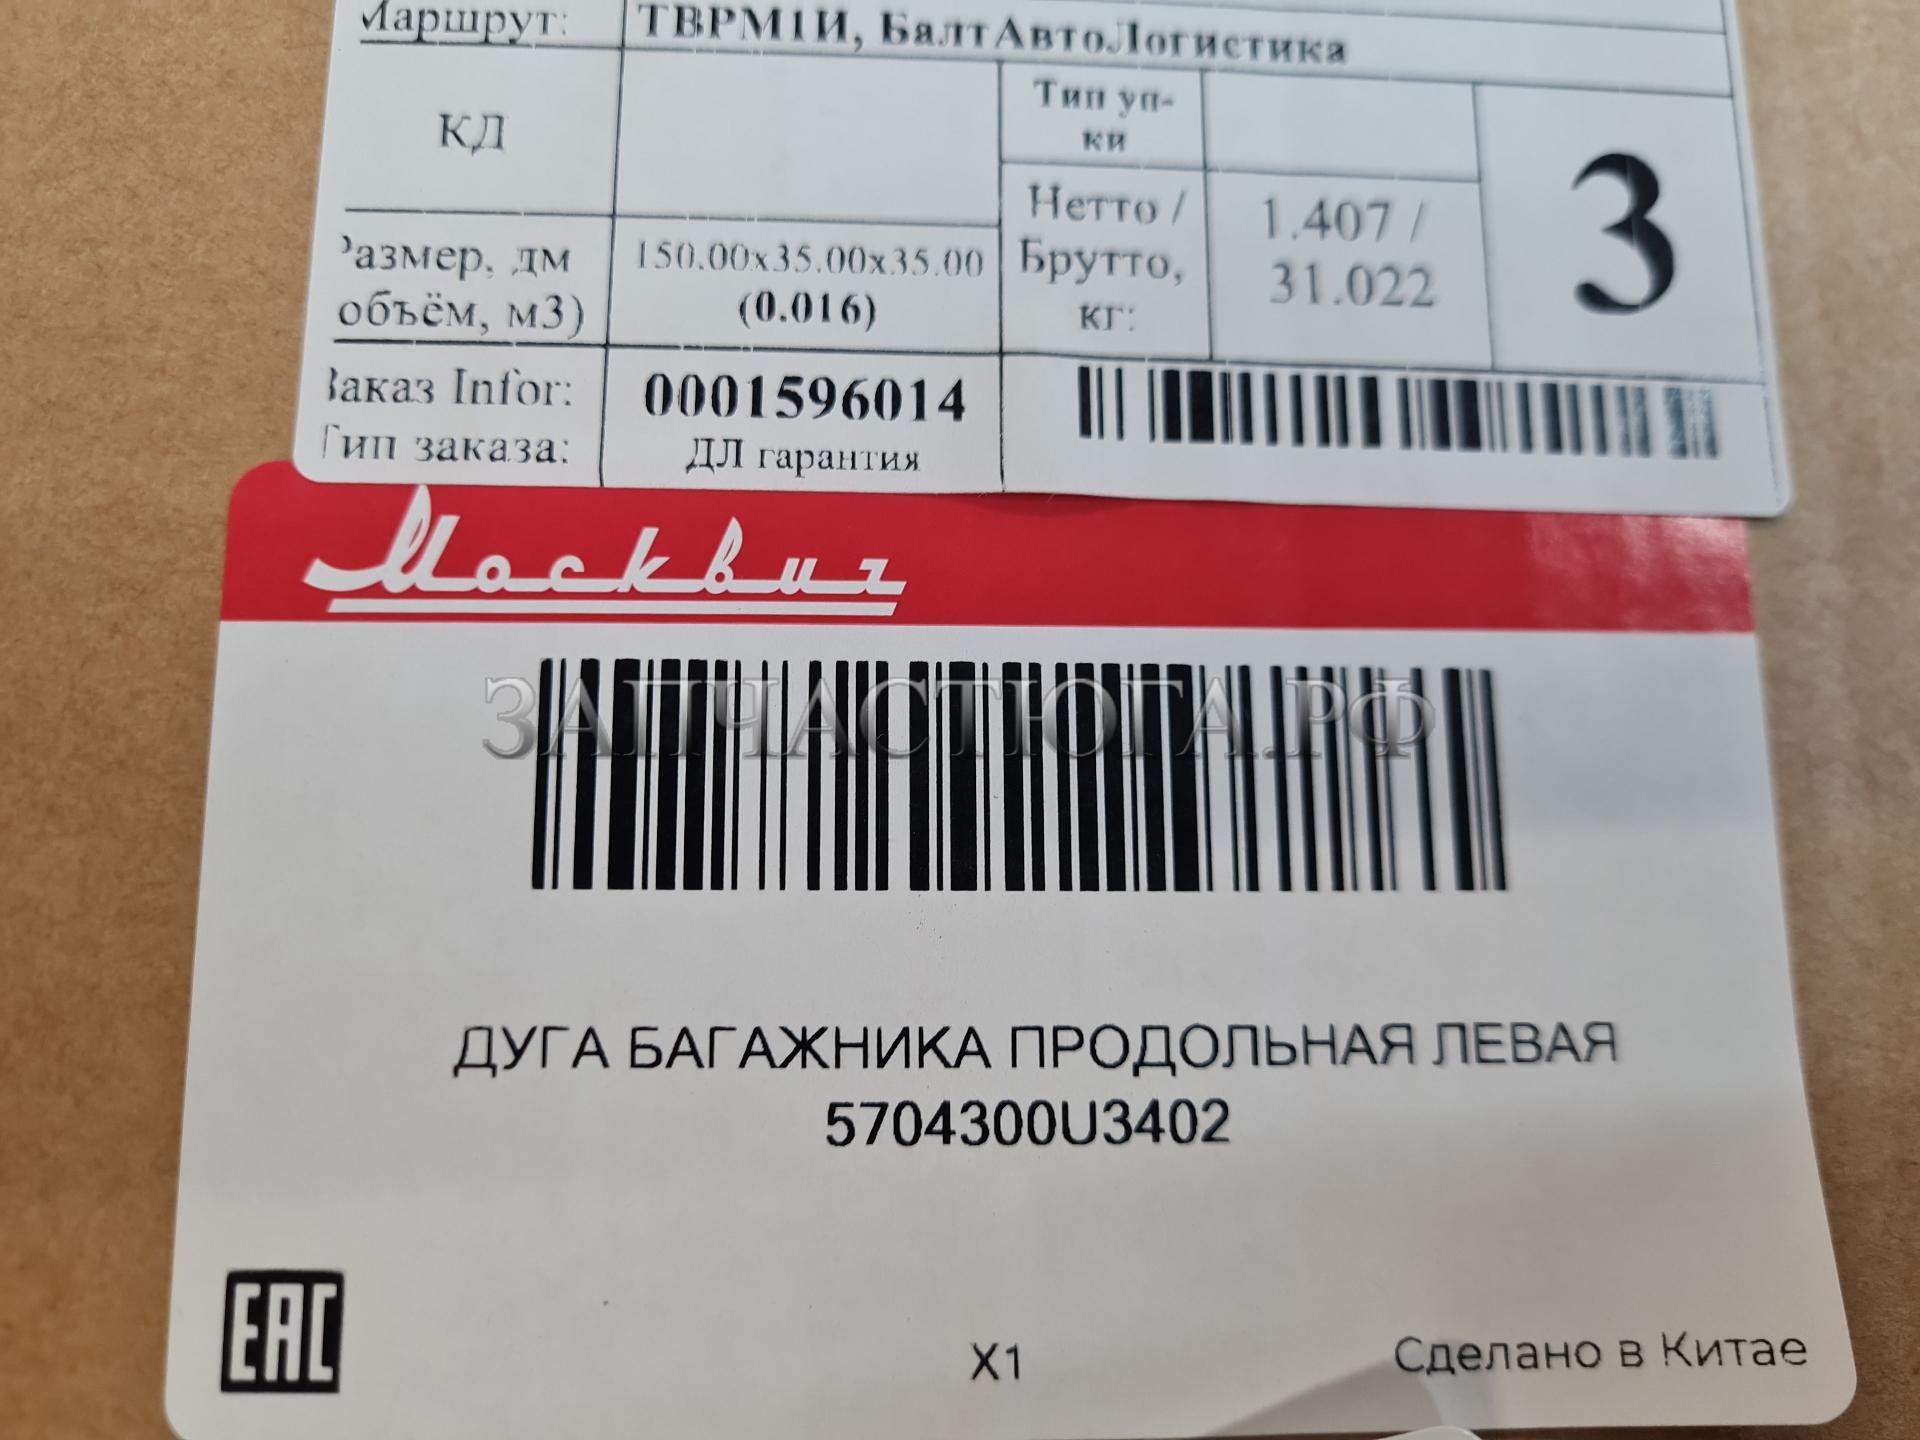 Маршрут: ТВРМ1И, БалтАвтоЛогистика
КД
Тип уп-
ки
3
Размер, дм 150.00x35.00x35.00
объём, м3) (0.016)
Нетто / 1.407 /
Брутто, 31.022
кг:
Заказ Infor: 0001596014
Тип заказа: ДЛ гарантия
Москвич
ЗАПЧАСТЮГА.РФ
ДУГА БАГАЖНИКА ПРОДОЛЬНАЯ ЛЕВАЯ
5704300U3402
EAC
X1
Сделано в Китае